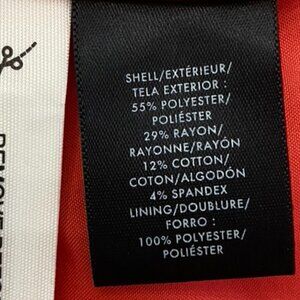 SHELL/EXTÉRIEUR/
TELA EXTERIOR :
55% POLYESTER/
POLIÉSTER
29% RAYON/
RAYONNE/RAYÓN
12% COTTON/
COTON/ALGODÓN
4% SPANDEX
LINING/DOUBLURE/
FORRO :
100% POLYESTER/
POLIÉSTER